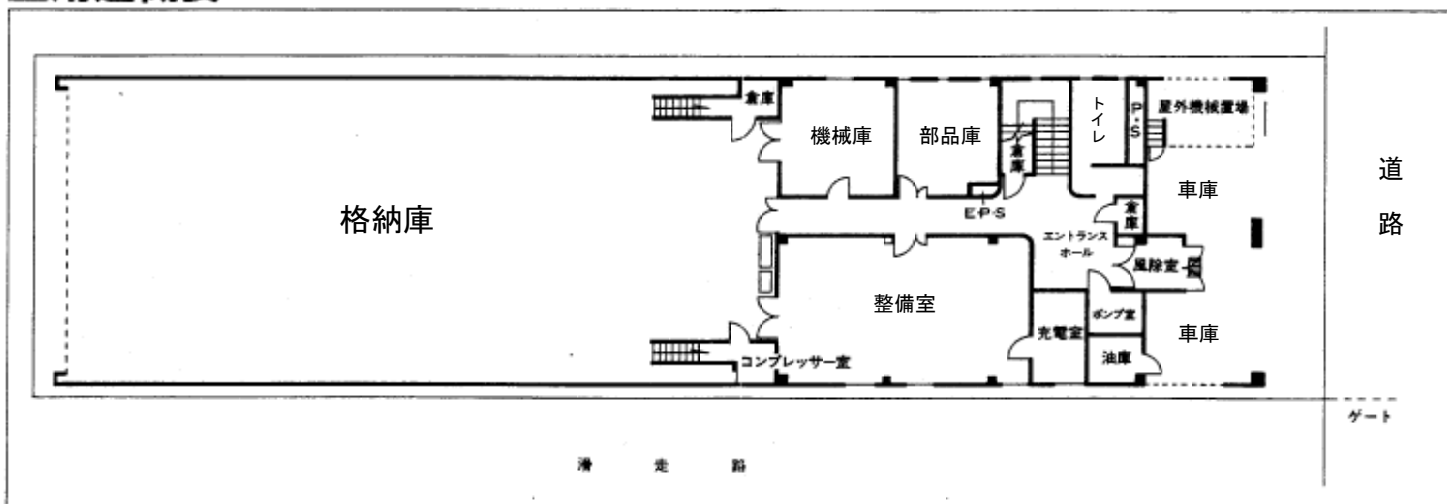 倉庫
機械庫
部品庫
倉庫
トイレ
P・S
屋外機械置場
車庫
道路
格納庫
E・P・S
倉庫
エントランス
ホール
風除室
整備室
充電室
ポンプ室
車庫
コンプレッサー室
油庫
ゲート
滑走路